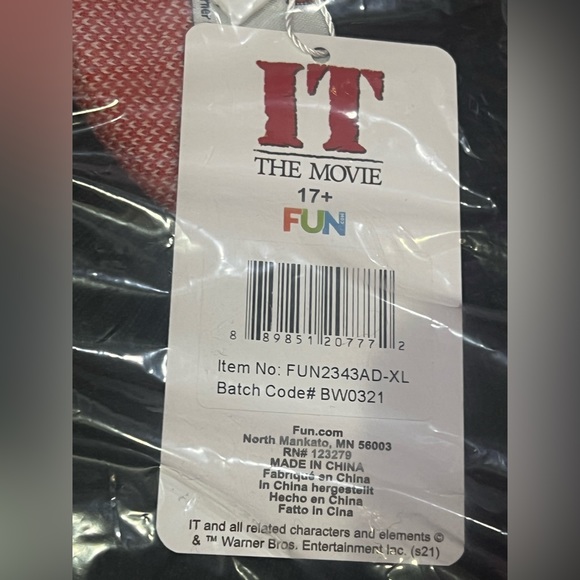 IT
THE MOVIE
17+
FUN.com
8 89851 20777 2
Item No: FUN2343AD-XL
Batch Code# BW0321
Fun.com
North Mankato, MN 56003
RN# 123279
MADE IN CHINA
Fabriqué en China
In China hergestellt
Hecho en China
Fatto in Cina
IT and all related characters and elements ©
& ™ Warner Bros. Entertainment Inc. (s21)